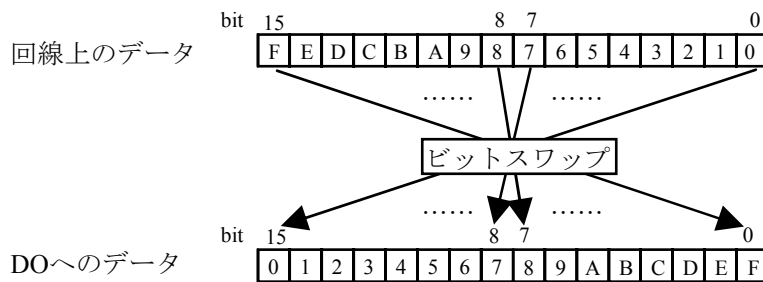 bit 15 8 7 0
回線上のデータ F E D C B A 9 8 7 6 5 4 3 2 1 0
…… ……
ビットスワップ
…… ……
bit 15 8 7 0
DOへのデータ 0 1 2 3 4 5 6 7 8 9 A B C D E F